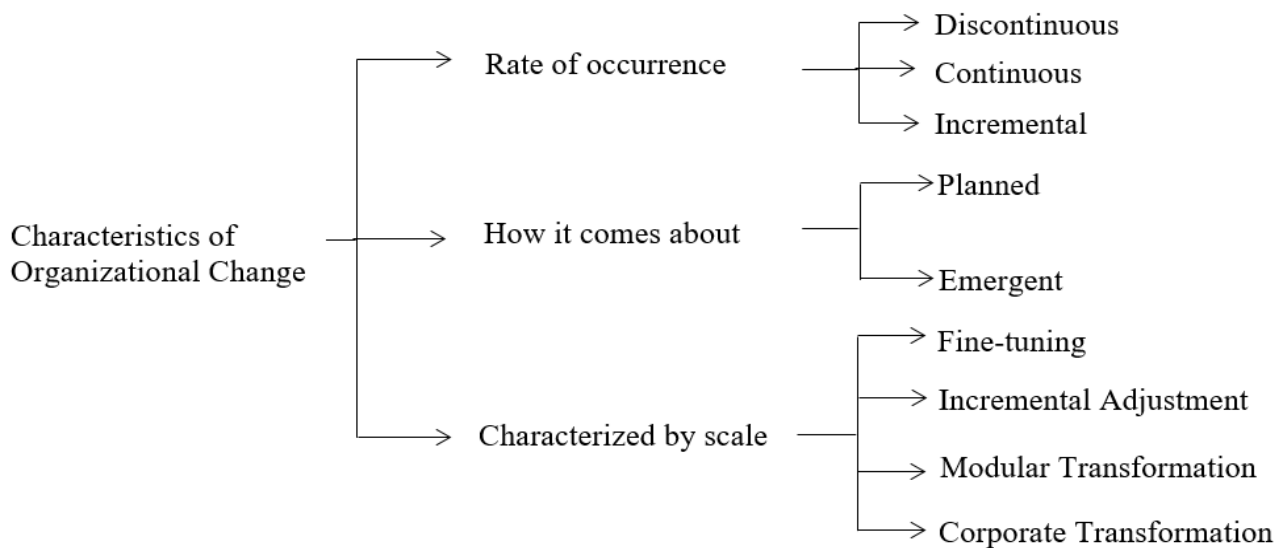 Characteristics of
Organizational Change
Rate of occurrence
Discontinuous
Continuous
Incremental
How it comes about
Planned
Emergent
Characterized by scale
Fine-tuning
Incremental Adjustment
Modular Transformation
Corporate Transformation